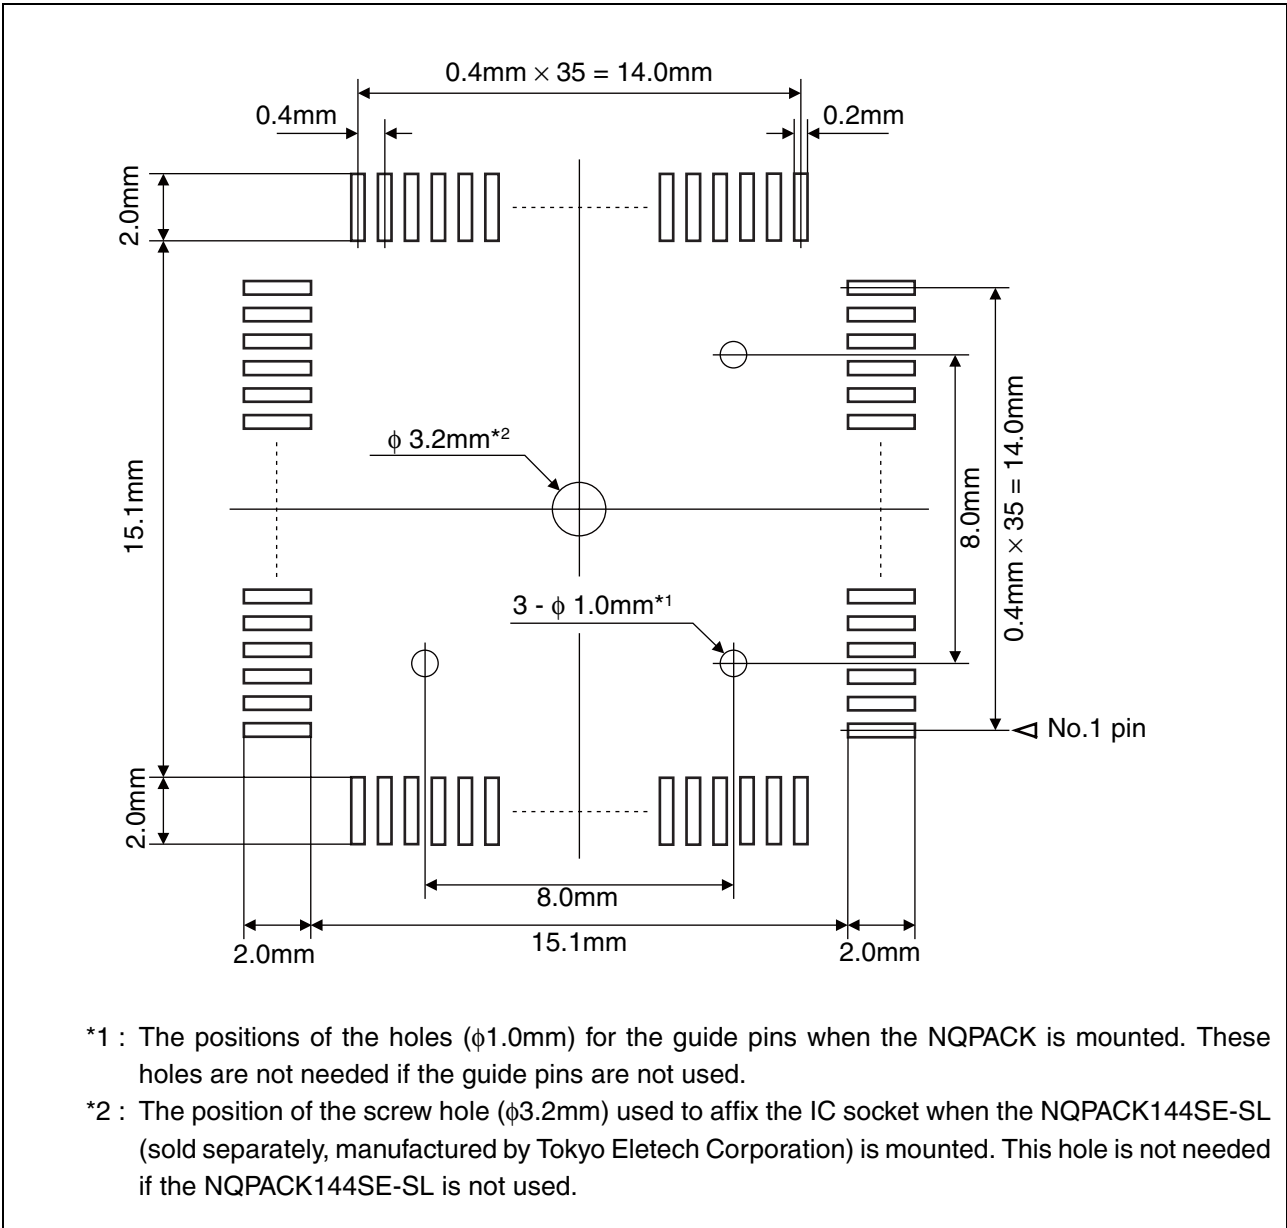 0.4mm × 35 = 14.0mm
0.4mm
0.2mm
2.0mm
15.1mm
2.0mm
ϕ 3.2mm*2
3 - ϕ 1.0mm*1
8.0mm
0.4mm × 35 = 14.0mm
No.1 pin
8.0mm
2.0mm
15.1mm
2.0mm
*1 : The positions of the holes (ϕ1.0mm) for the guide pins when the NQPACK is mounted. These
holes are not needed if the guide pins are not used.
*2 : The position of the screw hole (ϕ3.2mm) used to affix the IC socket when the NQPACK144SE-SL
(sold separately, manufactured by Tokyo Eletech Corporation) is mounted. This hole is not needed
if the NQPACK144SE-SL is not used.